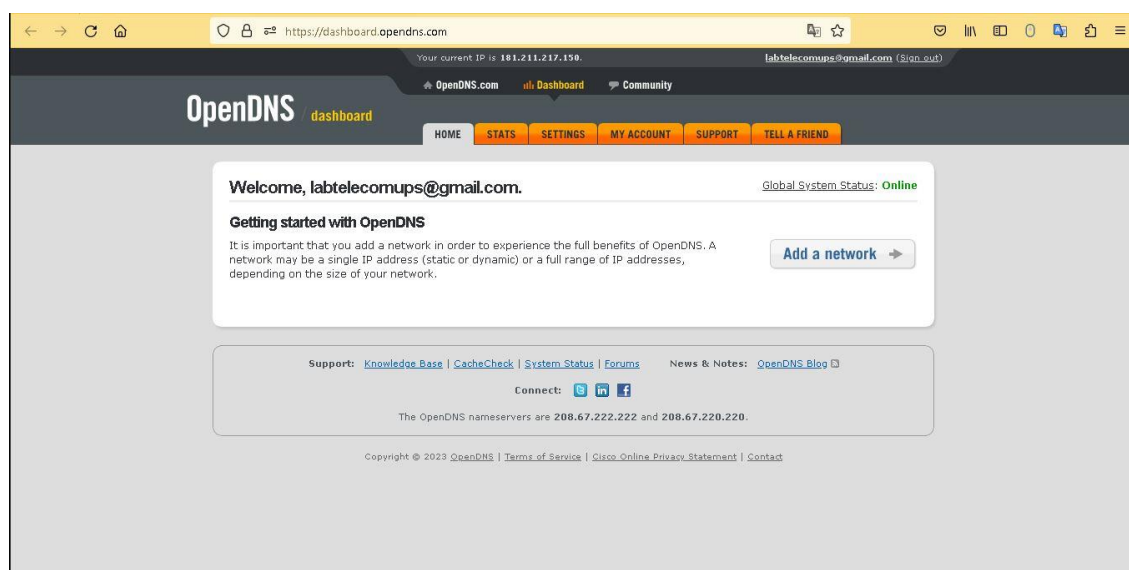 https://dashboard.opendns.com
Your current IP is 181.211.217.150.
labtelecomups@gmail.com (Sign out)
OpenDNS.com Dashboard Community
OpenDNS / dashboard
HOME STATS SETTINGS MY ACCOUNT SUPPORT TELL A FRIEND
Welcome, labtelecomups@gmail.com.
Global System Status: Online
Getting started with OpenDNS
It is important that you add a network in order to experience the full benefits of OpenDNS. A
network may be a single IP address (static or dynamic) or a full range of IP addresses,
depending on the size of your network.
Add a network
Support: Knowledge Base | CacheCheck | System Status | Forums News & Notes: OpenDNS Blog
Connect:
The OpenDNS nameservers are 208.67.222.222 and 208.67.220.220.
Copyright © 2023 OpenDNS | Terms of Service | Cisco Online Privacy Statement | Contact